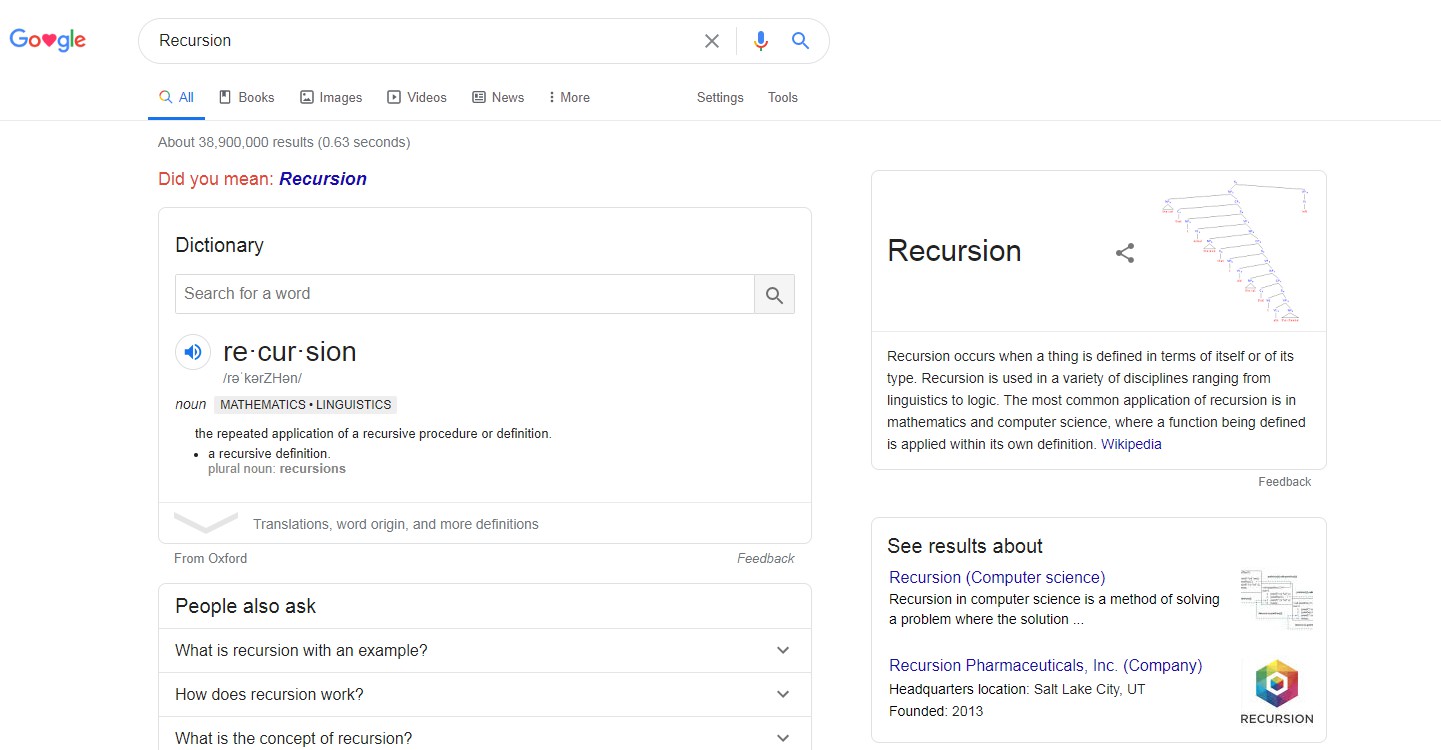 Google
Recursion
All
Books
Images
Videos
News
More
Settings
Tools
About 38,900,000 results (0.63 seconds)
Did you mean: Recursion
Dictionary
Search for a word
re·cur·sion
/rəˈkərZHən/
noun
MATHEMATICS • LINGUISTICS
the repeated application of a recursive procedure or definition.
• a recursive definition.
plural noun: recursions
Translations, word origin, and more definitions
From Oxford
Feedback
People also ask
What is recursion with an example?
How does recursion work?
What is the concept of recursion?
Recursion
Recursion occurs when a thing is defined in terms of itself or of its
type. Recursion is used in a variety of disciplines ranging from
linguistics to logic. The most common application of recursion is in
mathematics and computer science, where a function being defined
is applied within its own definition. Wikipedia
Feedback
See results about
Recursion (Computer science)
Recursion in computer science is a method of solving
a problem where the solution ...
Recursion Pharmaceuticals, Inc. (Company)
Headquarters location: Salt Lake City, UT
Founded: 2013
RECURSION